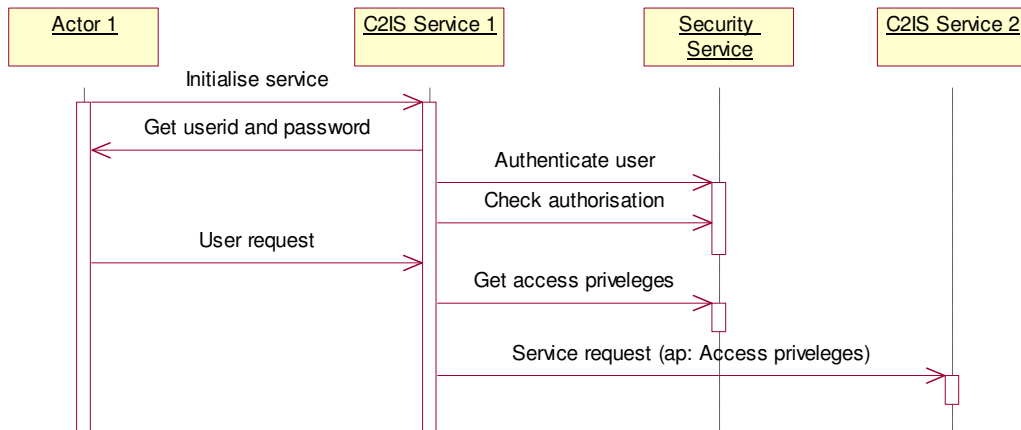 Actor 1
C2IS Service 1
Security
Service
C2IS Service 2
Initialise service
Get userid and password
Authenticate user
Check authorisation
User request
Get access priveleges
Service request (ap: Access priveleges)